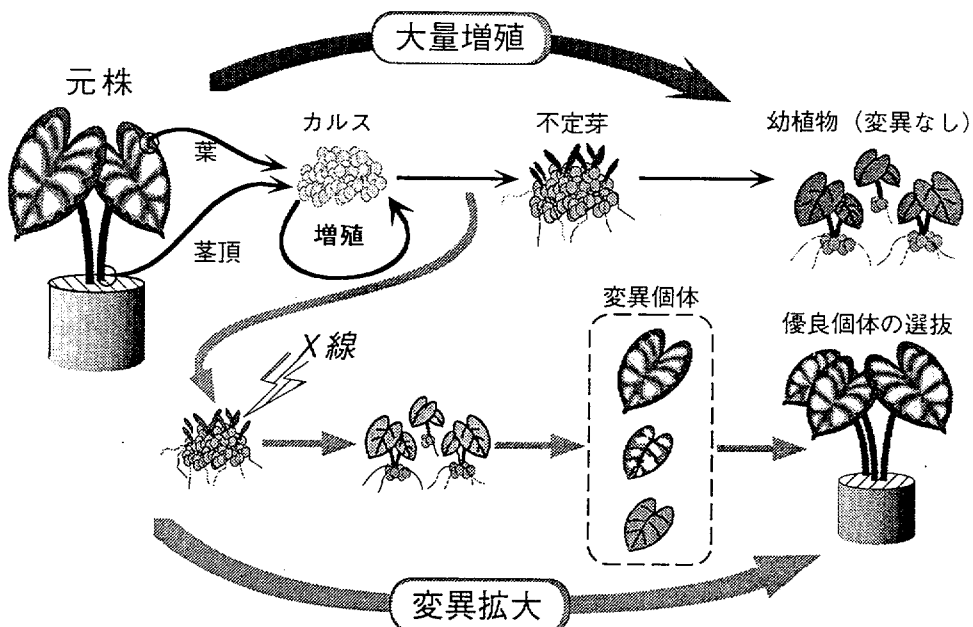 大量増殖
元株
葉
茎頂
カルス
増殖
不定芽
幼植物（変異なし）
X線
変異個体
優良個体の選抜
変異拡大